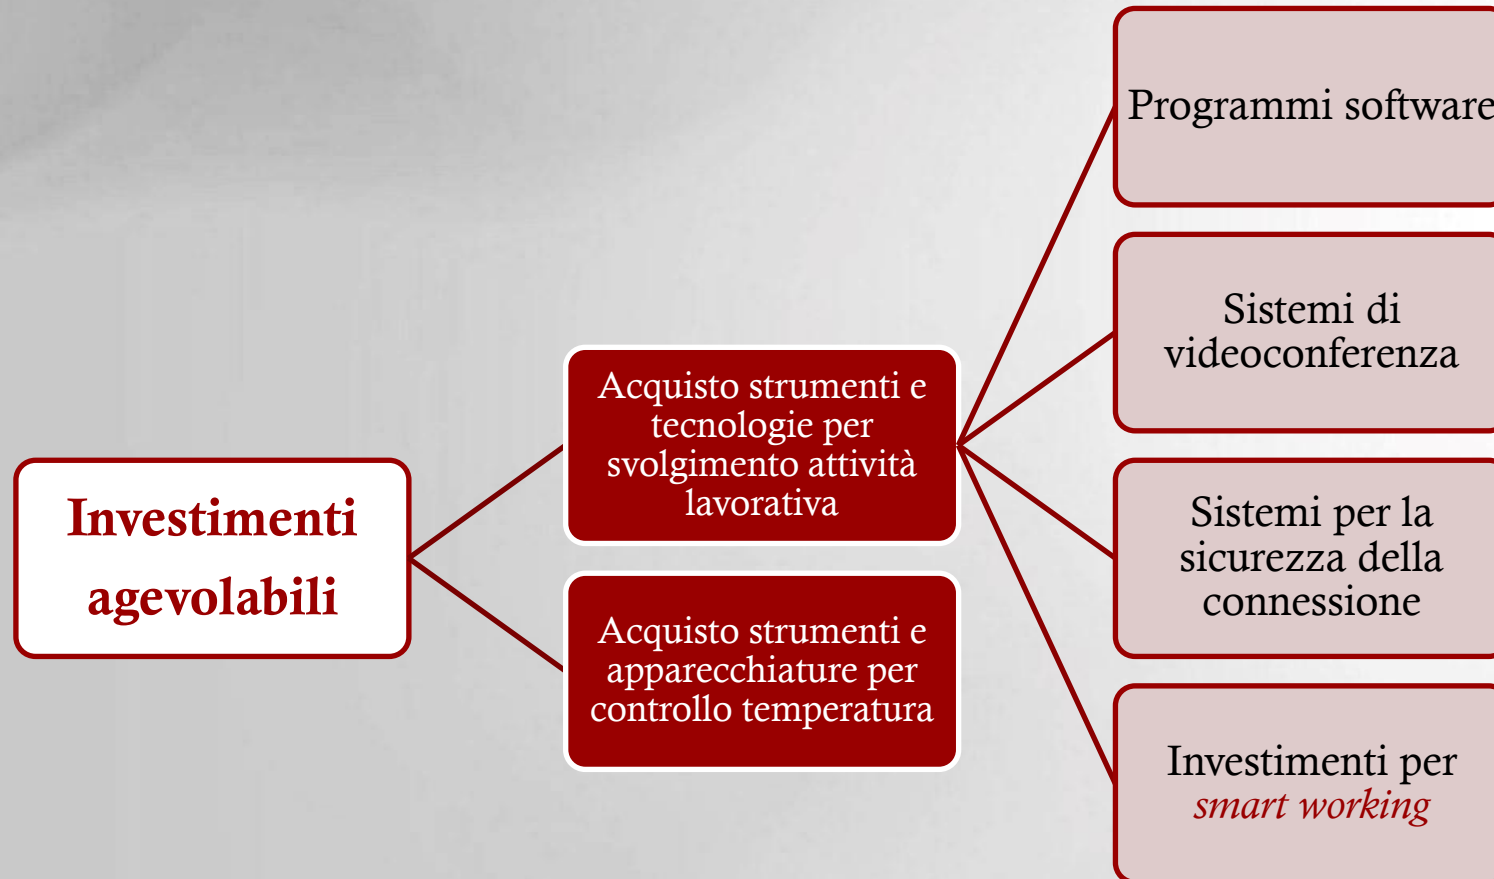 Investimenti
agevolabili
Acquisto strumenti e
tecnologie per
svolgimento attività
lavorativa
Acquisto strumenti e
apparecchiature per
controllo temperatura
Programmi software
Sistemi di
videoconferenza
Sistemi per la
sicurezza della
connessione
Investimenti per
smart working